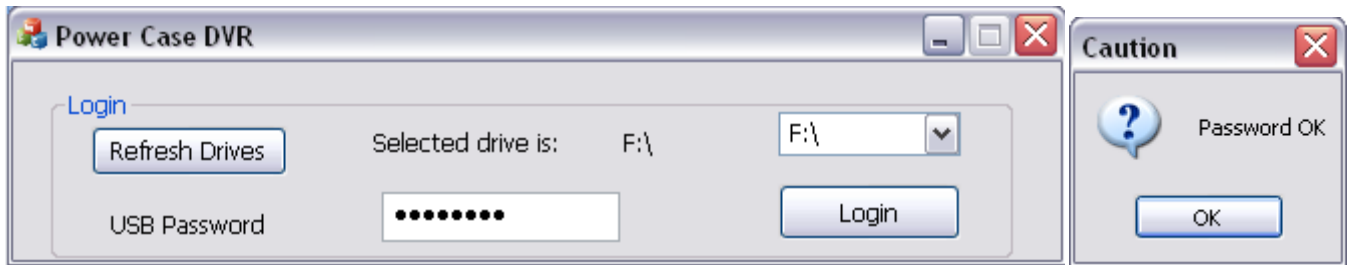 Power Case DVR
Login
Refresh Drives
Selected drive is:
F:\
F:\
USB Password
••••••••
Login
Caution
Password OK
OK